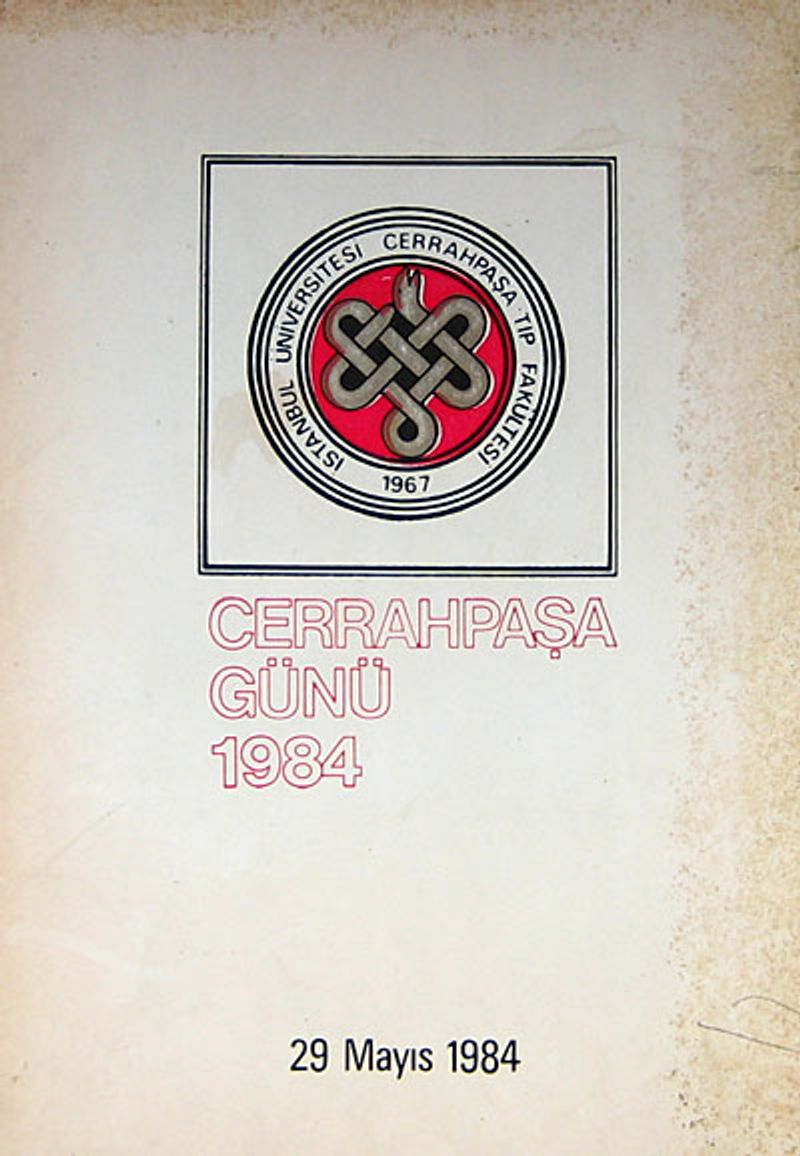 İSTANBUL ÜNİVERSİTESİ CERRAHPAŞA TIP FAKÜLTESİ
1967
CERRAHPAŞA
GÜNÜ
1984
29 Mayıs 1984